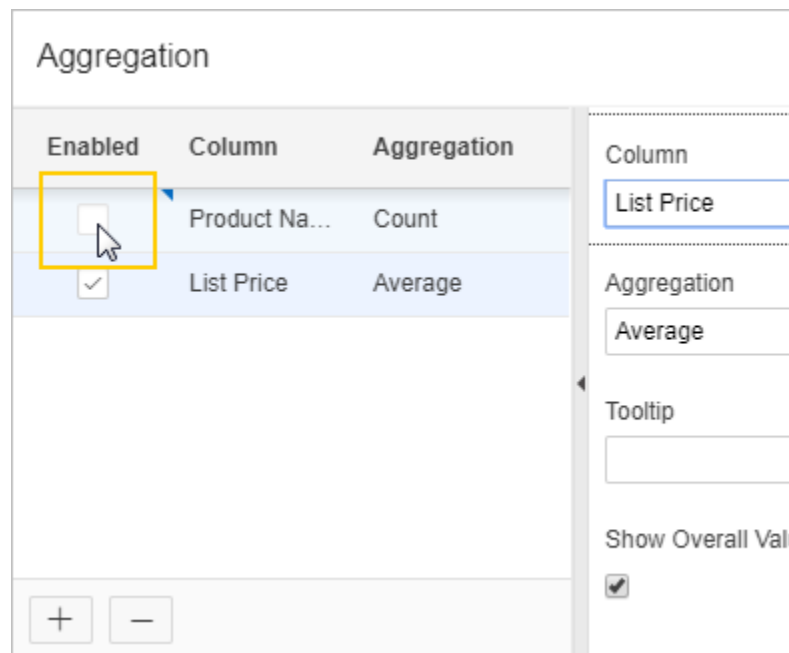 Aggregation
Enabled Column Aggregation
Product Na... Count
List Price Average
Column
List Price
Aggregation
Average
Tooltip
Show Overall Val